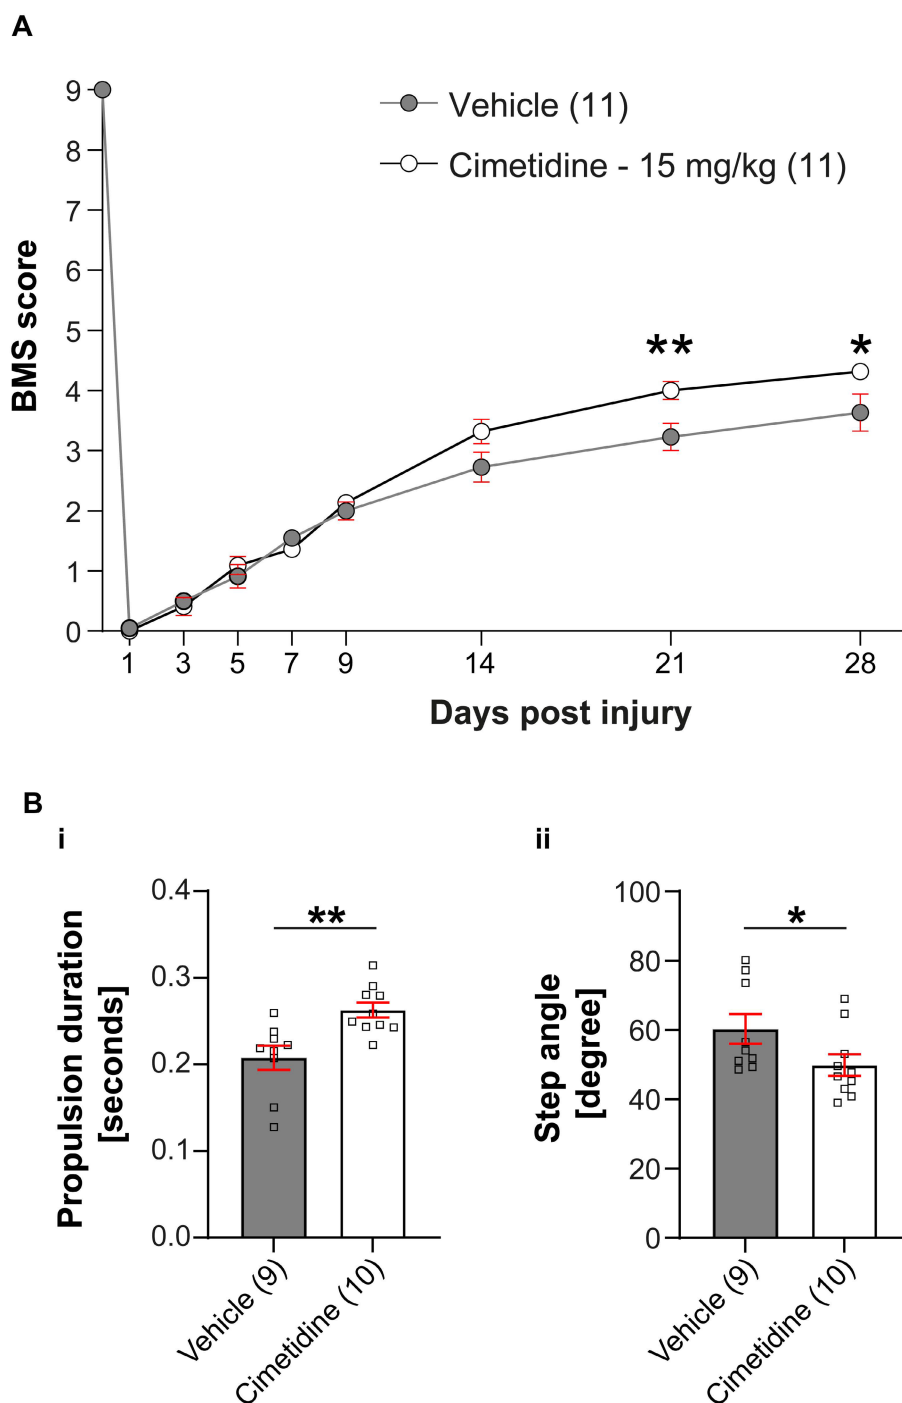 A
9
8
7
6
5
4
3
2
1
0
BMS score
Vehicle (11)
Cimetidine - 15 mg/kg (11)
** *
1 3 5 7 9 14 21 28
Days post injury
B
i
0.4
0.3
0.2
0.1
0.0
Propulsion duration
[seconds]
**
Vehicle (9)
Cimetidine (10)
ii
100
80
60
40
20
0
Step angle
[degree]
*
Vehicle (9)
Cimetidine (10)